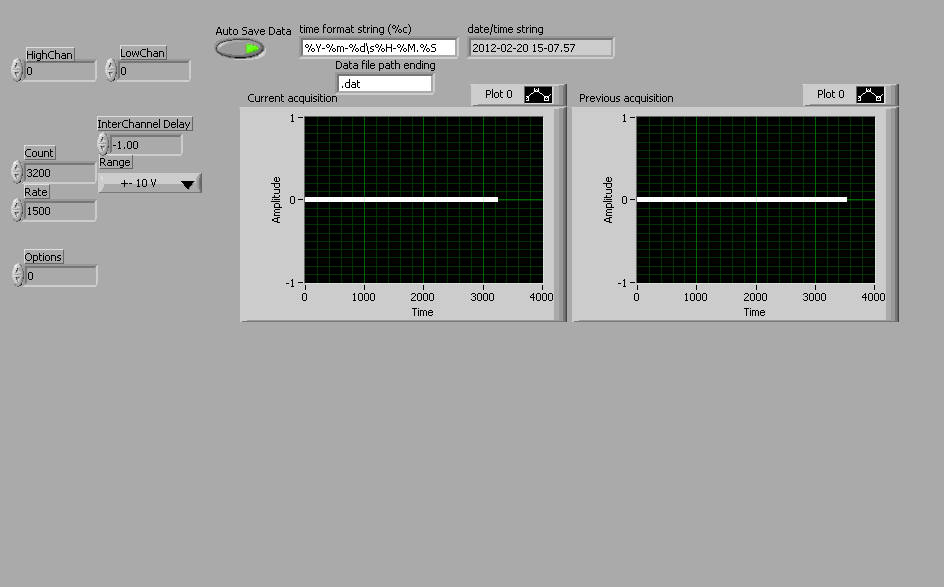 Auto Save Data
time format string (%c)
date/time string
%Y-%m-%d\s%H-%M.%S
2012-02-20 15-07.57
HighChan
LowChan
0
0
Data file path ending
.dat
Current acquisition
Plot 0
Previous acquisition
Plot 0
InterChannel Delay
-1.00
Count
3200
Range
+- 10 V
Rate
1500
Options
0
1
0
-1
Amplitude
0 1000 2000 3000 4000
Time
1
0
-1
Amplitude
0 1000 2000 3000 4000
Time